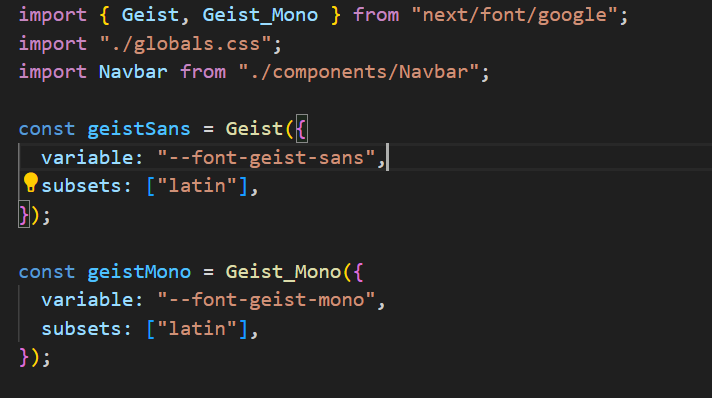 import { Geist, Geist_Mono } from "next/font/google";
import "./globals.css";
import Navbar from "./components/Navbar";
const geistSans = Geist({
variable: "--font-geist-sans",
subsets: ["latin"],
});
const geistMono = Geist_Mono({
variable: "--font-geist-mono",
subsets: ["latin"],
});